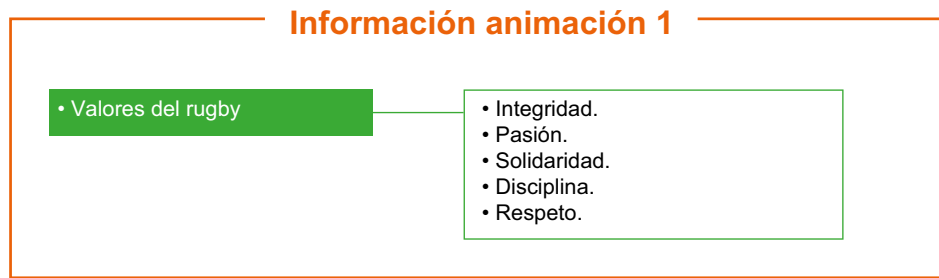 Información animación 1
• Valores del rugby
• Integridad.
• Pasión.
• Solidaridad.
• Disciplina.
• Respeto.